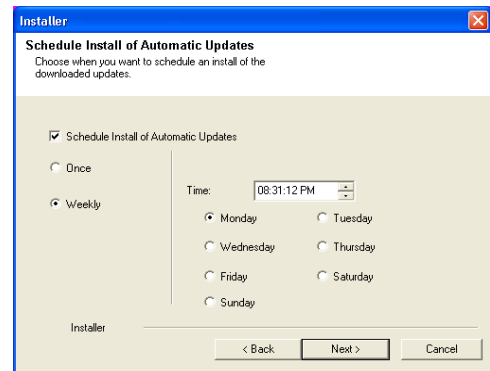 Installer
Schedule Install of Automatic Updates
Choose when you want to schedule an install of the
downloaded updates.
Schedule Install of Automatic Updates
Once
Weekly
Time: 08:31:12 PM
Monday Tuesday
Wednesday Thursday
Friday Saturday
Sunday
Installer
< Back Next > Cancel